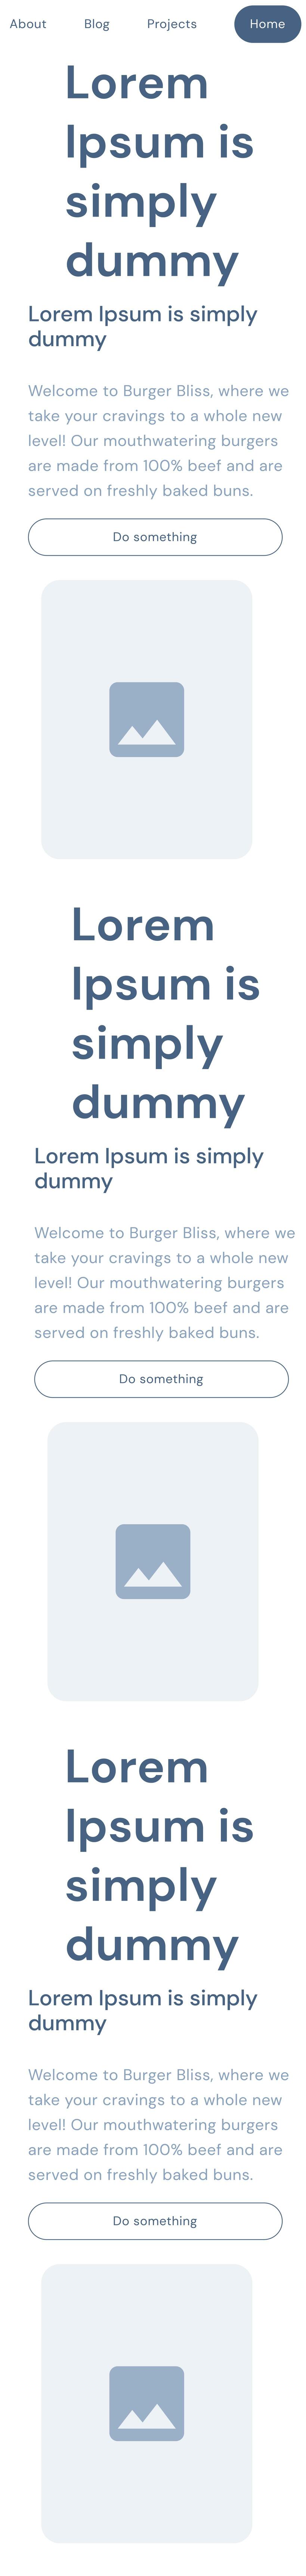 About Blog Projects Home
Lorem
Ipsum is
simply
dummy
Lorem Ipsum is simply
dummy
Welcome to Burger Bliss, where we
take your cravings to a whole new
level! Our mouthwatering burgers
are made from 100% beef and are
served on freshly baked buns.
Do something
Lorem
Ipsum is
simply
dummy
Lorem Ipsum is simply
dummy
Welcome to Burger Bliss, where we
take your cravings to a whole new
level! Our mouthwatering burgers
are made from 100% beef and are
served on freshly baked buns.
Do something
Lorem
Ipsum is
simply
dummy
Lorem Ipsum is simply
dummy
Welcome to Burger Bliss, where we
take your cravings to a whole new
level! Our mouthwatering burgers
are made from 100% beef and are
served on freshly baked buns.
Do something